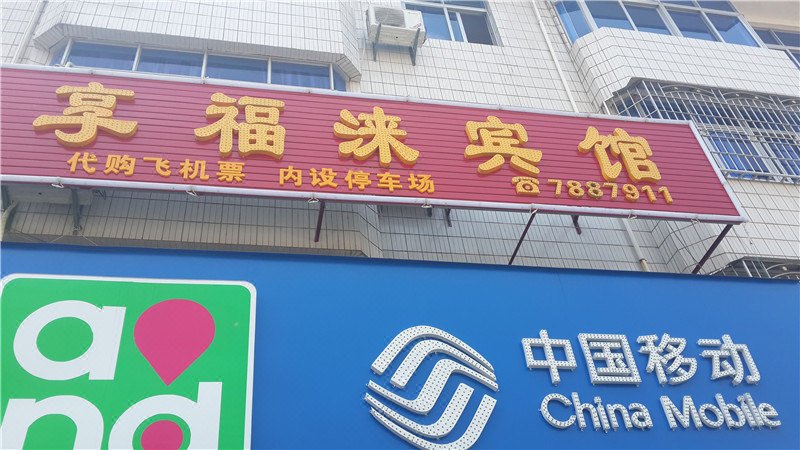 享福涞宾馆
代购飞机票 内设停车场 ☎7887911
中国移动
China Mobile
and